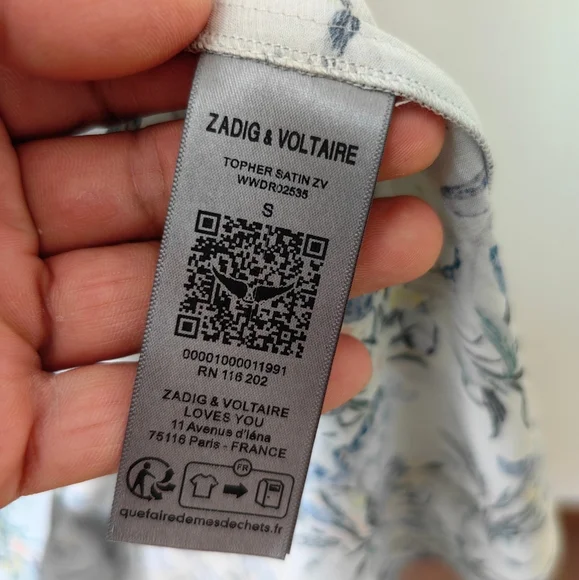 ZADIG & VOLTAIRE
TOPHER SATIN ZV
WWDR02535
S
00001000011991
RN 116 202
ZADIG & VOLTAIRE
LOVES YOU
11 Avenue d'iéna
75116 Paris - FRANCE
FR
quefairedemesdechets.fr